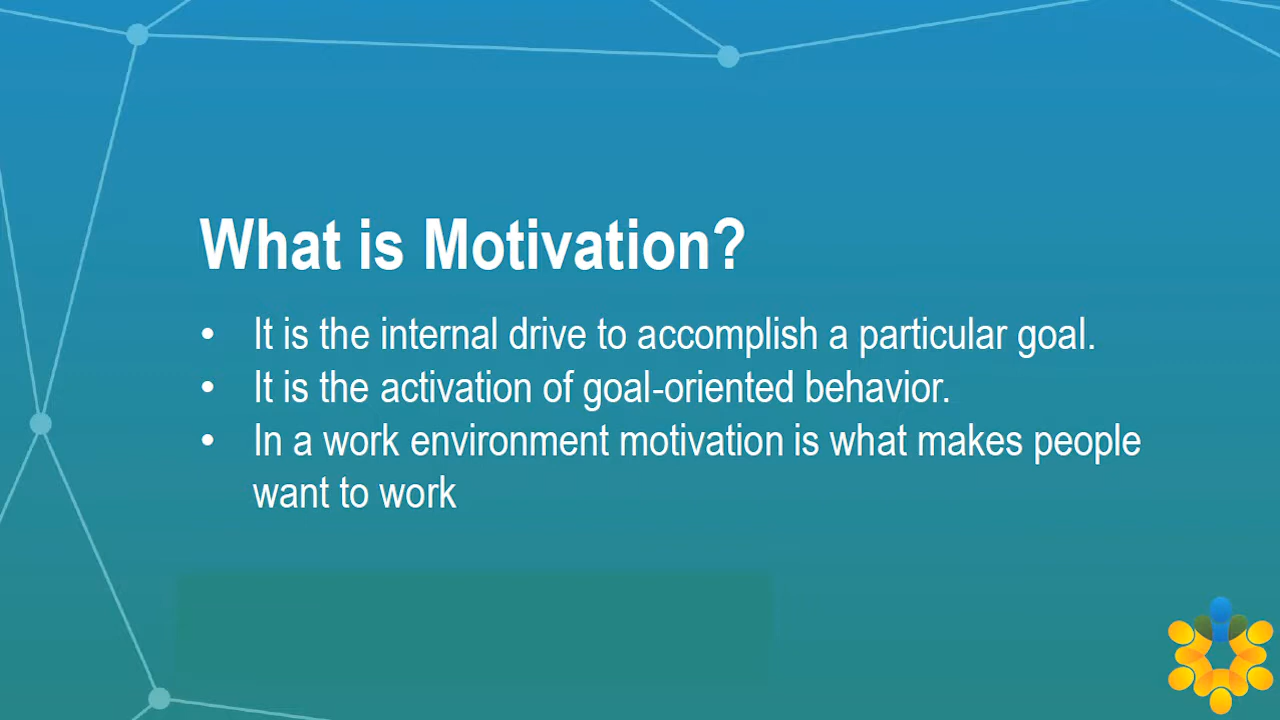 What is Motivation?
• It is the internal drive to accomplish a particular goal.
• It is the activation of goal-oriented behavior.
• In a work environment motivation is what makes people
want to work